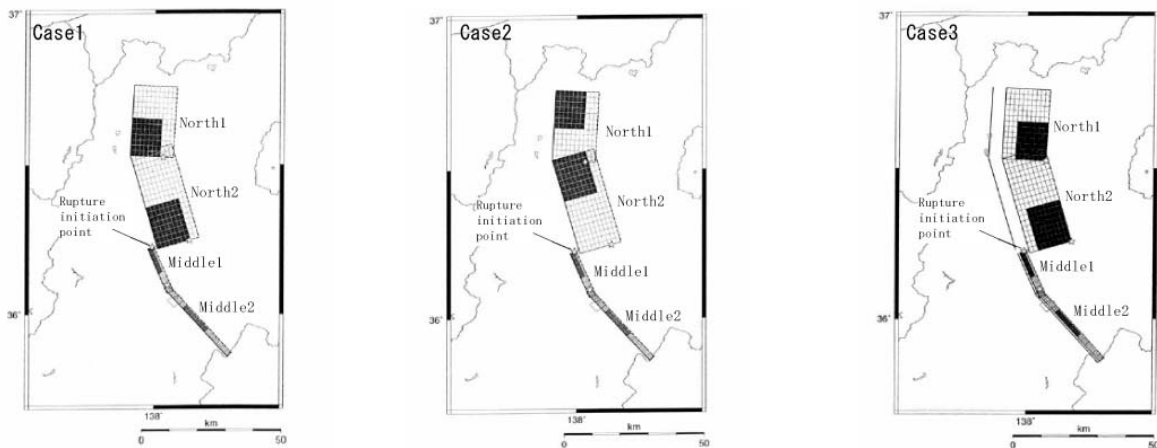 37°
Case1
North1
North2
Rupture
initiation
point
Middle1
Middle2
36°
138°
km
0 50
37°
Case2
North1
North2
Rupture
initiation
point
Middle1
Middle2
36°
138°
km
0 50
37°
Case3
North1
North2
Rupture
initiation
point
Middle1
Middle2
36°
138°
km
0 50